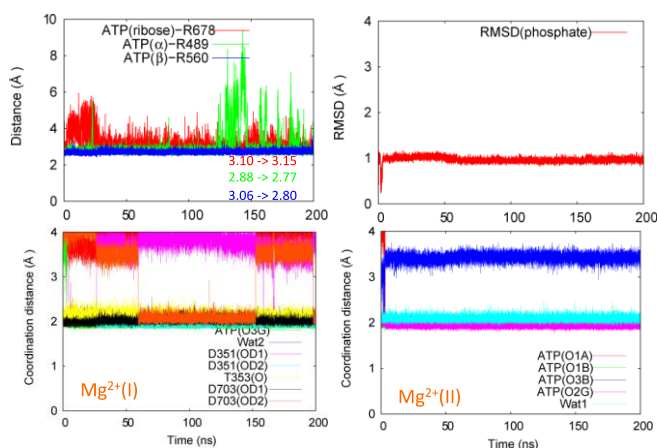 ATP(ribose)−R678
ATP(α)−R489
ATP(β)−R560
Distance (Å )
6
4
2
3.10 -> 3.15
2.88 -> 2.77
3.06 -> 2.80
0 50 100 150 200
RMSD(phosphate)
RMSD (Å )
4
3
2
1
0
0 50 100 150 200
Coordination distance (Å )
4
3
2
1
0
ATP(O3G)
Wat2
D351(OD1)
D351(OD2)
T353(O)
D703(OD1)
D703(OD2)
Mg²⁺(I)
0 50 100 150 200
Time (ns)
Coordination distance (Å )
4
3
2
1
0
ATP(O1A)
ATP(O1B)
ATP(O3B)
ATP(O2G)
Wat1
Mg²⁺(II)
0 50 100 150 200
Time (ns)